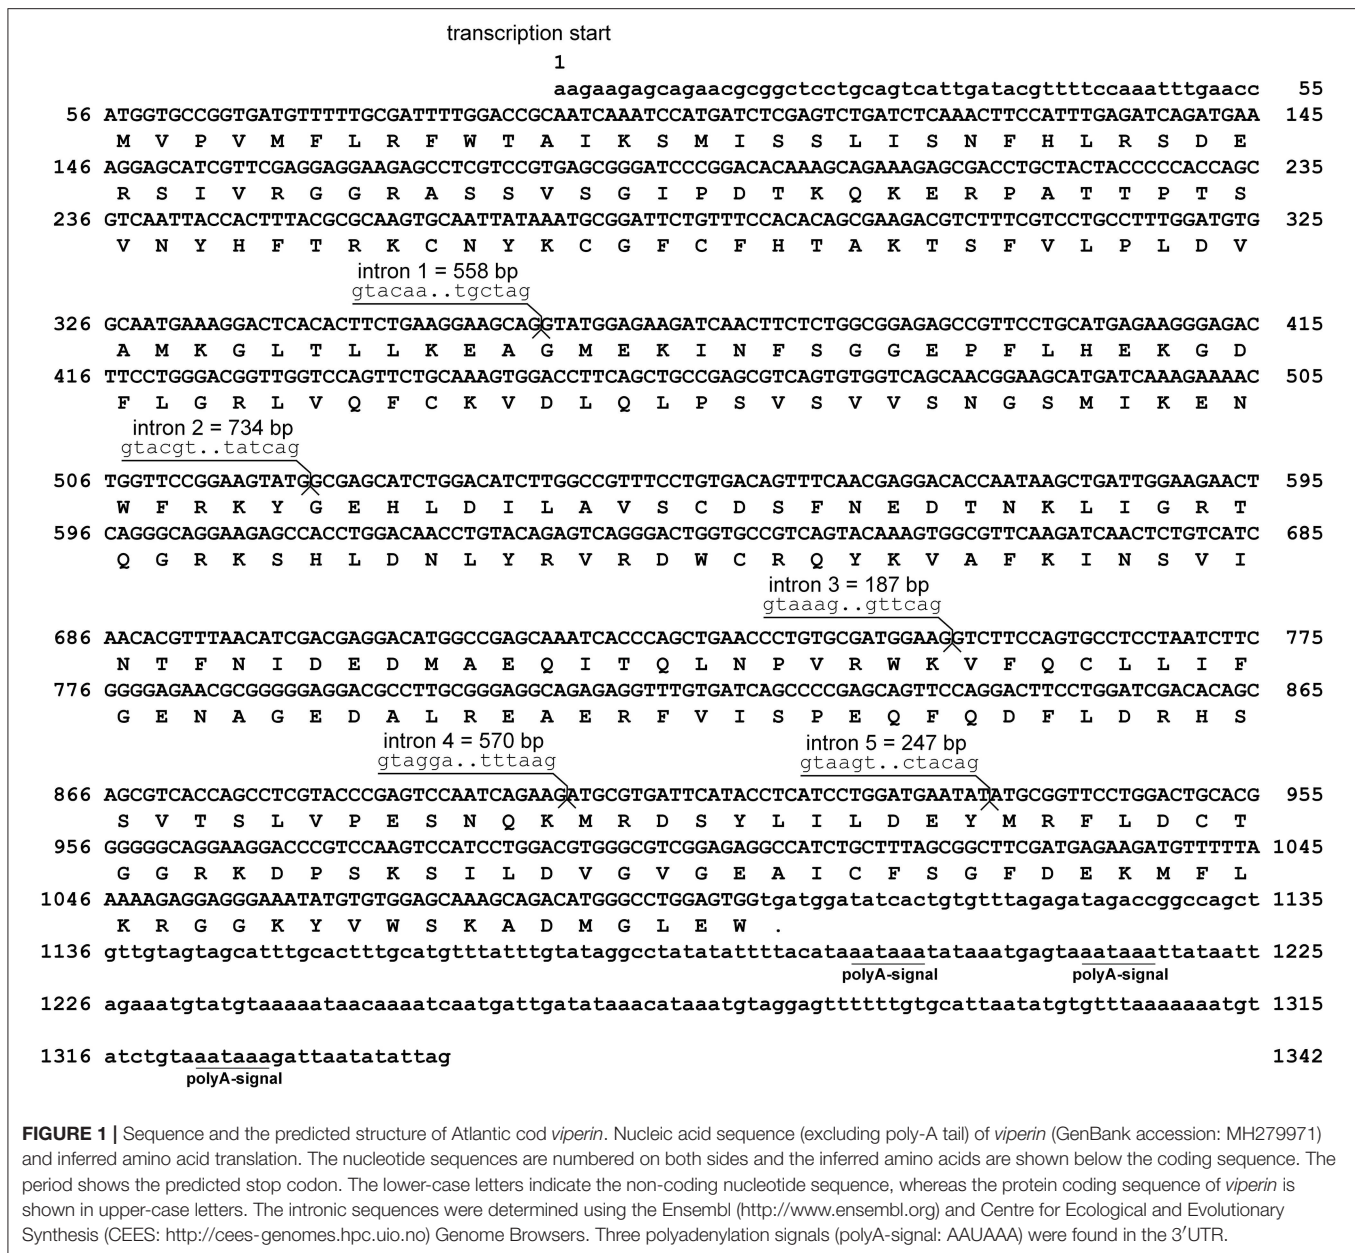 transcription start
1
aagaagagcagaacgcggctcctgcagtcattgatacgttttccaaatttgaacc 55
56 ATGGTGCCGGTGATGTTTTTGCGATTTTGGACCGCAATCAAATCCATGATCTCGAGTCTGATCTCAAACTTCCATTTGAGATCAGATGAA 145
M V P V M F L R F W T A I K S M I S S L I S N F H L R S D E
146 AGGAGCATCGTTCGAGGAGGAAGAGCCTCGTCCGTGAGCGGGATCCCGGACACAAAGCAGAAAGAGCGACCTGCTACTACCCCCACCAGC 235
R S I V R G G R A S S V S G I P D T K Q K E R P A T T P T S
236 GTCAATTACCACTTTACGCGCAAGTGCAATTATAAATGCGGATTCTGTTTCCACACAGCGAAGACGTCTTTCGTCCTGCCTTTGGATGTG 325
V N Y H F T R K C N Y K C G F C F H T A K T S F V L P L D V
intron 1 = 558 bp
gtacaa..tgctag
326 GCAATGAAAGGACTCACACTTCTGAAGGAAGCAGGTATGGAGAAGATCAACTTCTCTGGCGGAGAGCCGTTCCTGCATGAGAAGGGAGAC 415
A M K G L T L L K E A G M E K I N F S G G E P F L H E K G D
416 TTCCTGGGACGGTTGGTCCAGTTCTGCAAAGTGGACCTTCAGCTGCCGAGCGTCAGTGTGGTCAGCAACGGAAGCATGATCAAAGAAAAC 505
F L G R L V Q F C K V D L Q L P S V S V V S N G S M I K E N
intron 2 = 734 bp
gtacgt..tatcag
506 TGGTTCCGGAAGTATGGCGAGCATCTGGACATCTTGGCCGTTTCCTGTGACAGTTTCAACGAGGACACCAATAAGCTGATTGGAAGAACT 595
W F R K Y G E H L D I L A V S C D S F N E D T N K L I G R T
596 CAGGGCAGGAAGAGCCACCTGGACAACCTGTACAGAGTCAGGGACTGGTGCCGTCAGTACAAAGTGGCGTTCAAGATCAACTCTGTCATC 685
Q G R K S H L D N L Y R V R D W C R Q Y K V A F K I N S V I
intron 3 = 187 bp
gtaaag..gttcag
686 AACACGTTTAACATCGACGAGGACATGGCCGAGCAAATCACCCAGCTGAACCCTGTGCGATGGAAGGTCTTCCAGTGCCTCCTAATCTTC 775
N T F N I D E D M A E Q I T Q L N P V R W K V F Q C L L I F
776 GGGGAGAACGCGGGGGAGGACGCCTTGCGGGAGGCAGAGAGGTTTGTGATCAGCCCCGAGCAGTTCCAGGACTTCCTGGATCGACACAGC 865
G E N A G E D A L R E A E R F V I S P E Q F Q D F L D R H S
intron 4 = 570 bp
gtagga..tttaag
intron 5 = 247 bp
gtaagt..ctacag
866 AGCGTCACCAGCCTCGTACCCGAGTCCAATCAGAAGATGCGTGATTCATACCTCATCCTGGATGAATATATGCGGTTCCTGGACTGCACG 955
S V T S L V P E S N Q K M R D S Y L I L D E Y M R F L D C T
956 GGGGGCAGGAAGGACCCGTCCAAGTCCATCCTGGACGTGGGCGTCGGAGAGGCCATCTGCTTTAGCGGCTTCGATGAGAAGATGTTTTTA 1045
G G R K D P S K S I L D V G V G E A I C F S G F D E K M F L
1046 AAAAGAGGAGGGAAATATGTGTGGAGCAAAGCAGACATGGGCCTGGAGTGGtgatggatatcactgtgtttagagatagaccggccagct 1135
K R G G K Y V W S K A D M G L E W .
1136 gttgtagtagcatttgcactttgcatgtttatttgtataggcctatatattttacataaataaatataaatgagtaaataaattataatt 1225
polyA-signal polyA-signal
1226 agaaatgtatgtaaaaataacaaaatcaatgattgatataaacataaatgtaggagttttttgtgcattaatatgtgtttaaaaaaatgt 1315
1316 atctgtaaataaagattaatatattag 1342
polyA-signal
FIGURE 1 | Sequence and the predicted structure of Atlantic cod viperin. Nucleic acid sequence (excluding poly-A tail) of viperin (GenBank accession: MH279971)
and inferred amino acid translation. The nucleotide sequences are numbered on both sides and the inferred amino acids are shown below the coding sequence. The
period shows the predicted stop codon. The lower-case letters indicate the non-coding nucleotide sequence, whereas the protein coding sequence of viperin is
shown in upper-case letters. The intronic sequences were determined using the Ensembl (http://www.ensembl.org) and Centre for Ecological and Evolutionary
Synthesis (CEES: http://cees-genomes.hpc.uio.no) Genome Browsers. Three polyadenylation signals (polyA-signal: AAUAAA) were found in the 3′UTR.